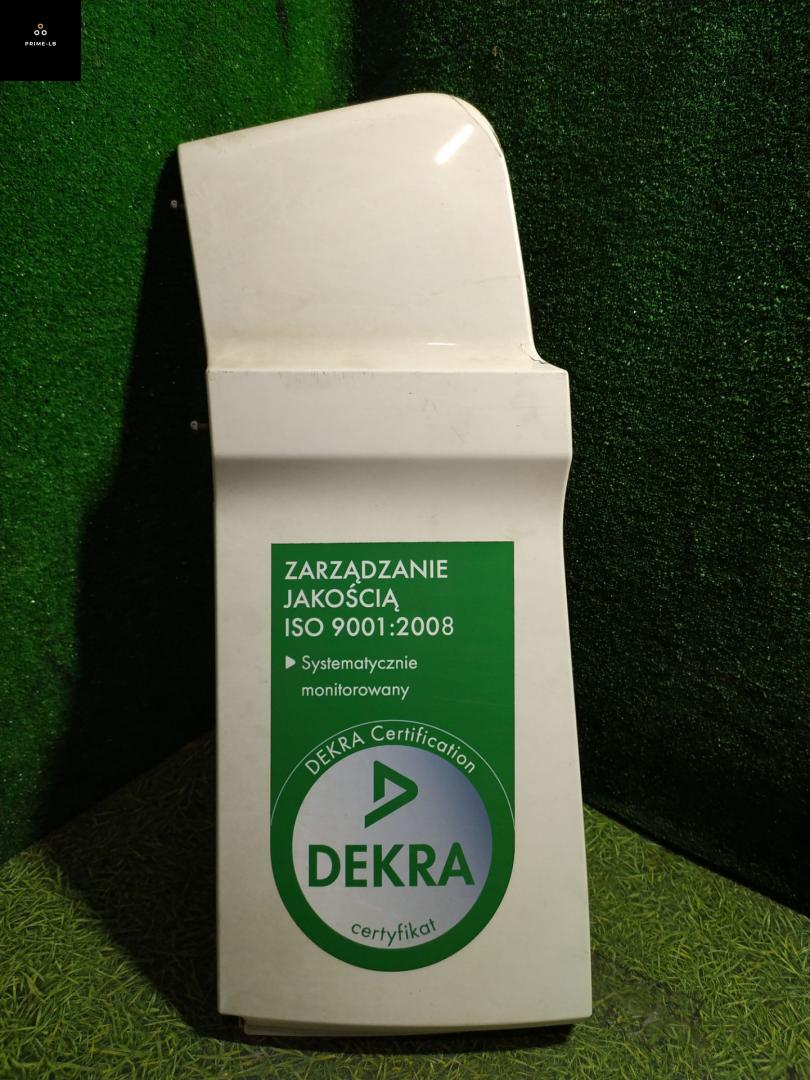 PRIME-LB
ZARZĄDZANIE
JAKOŚCIĄ
ISO 9001:2008
Systematycznie
monitorowany
DEKRA Certification
DEKRA
certyfikat